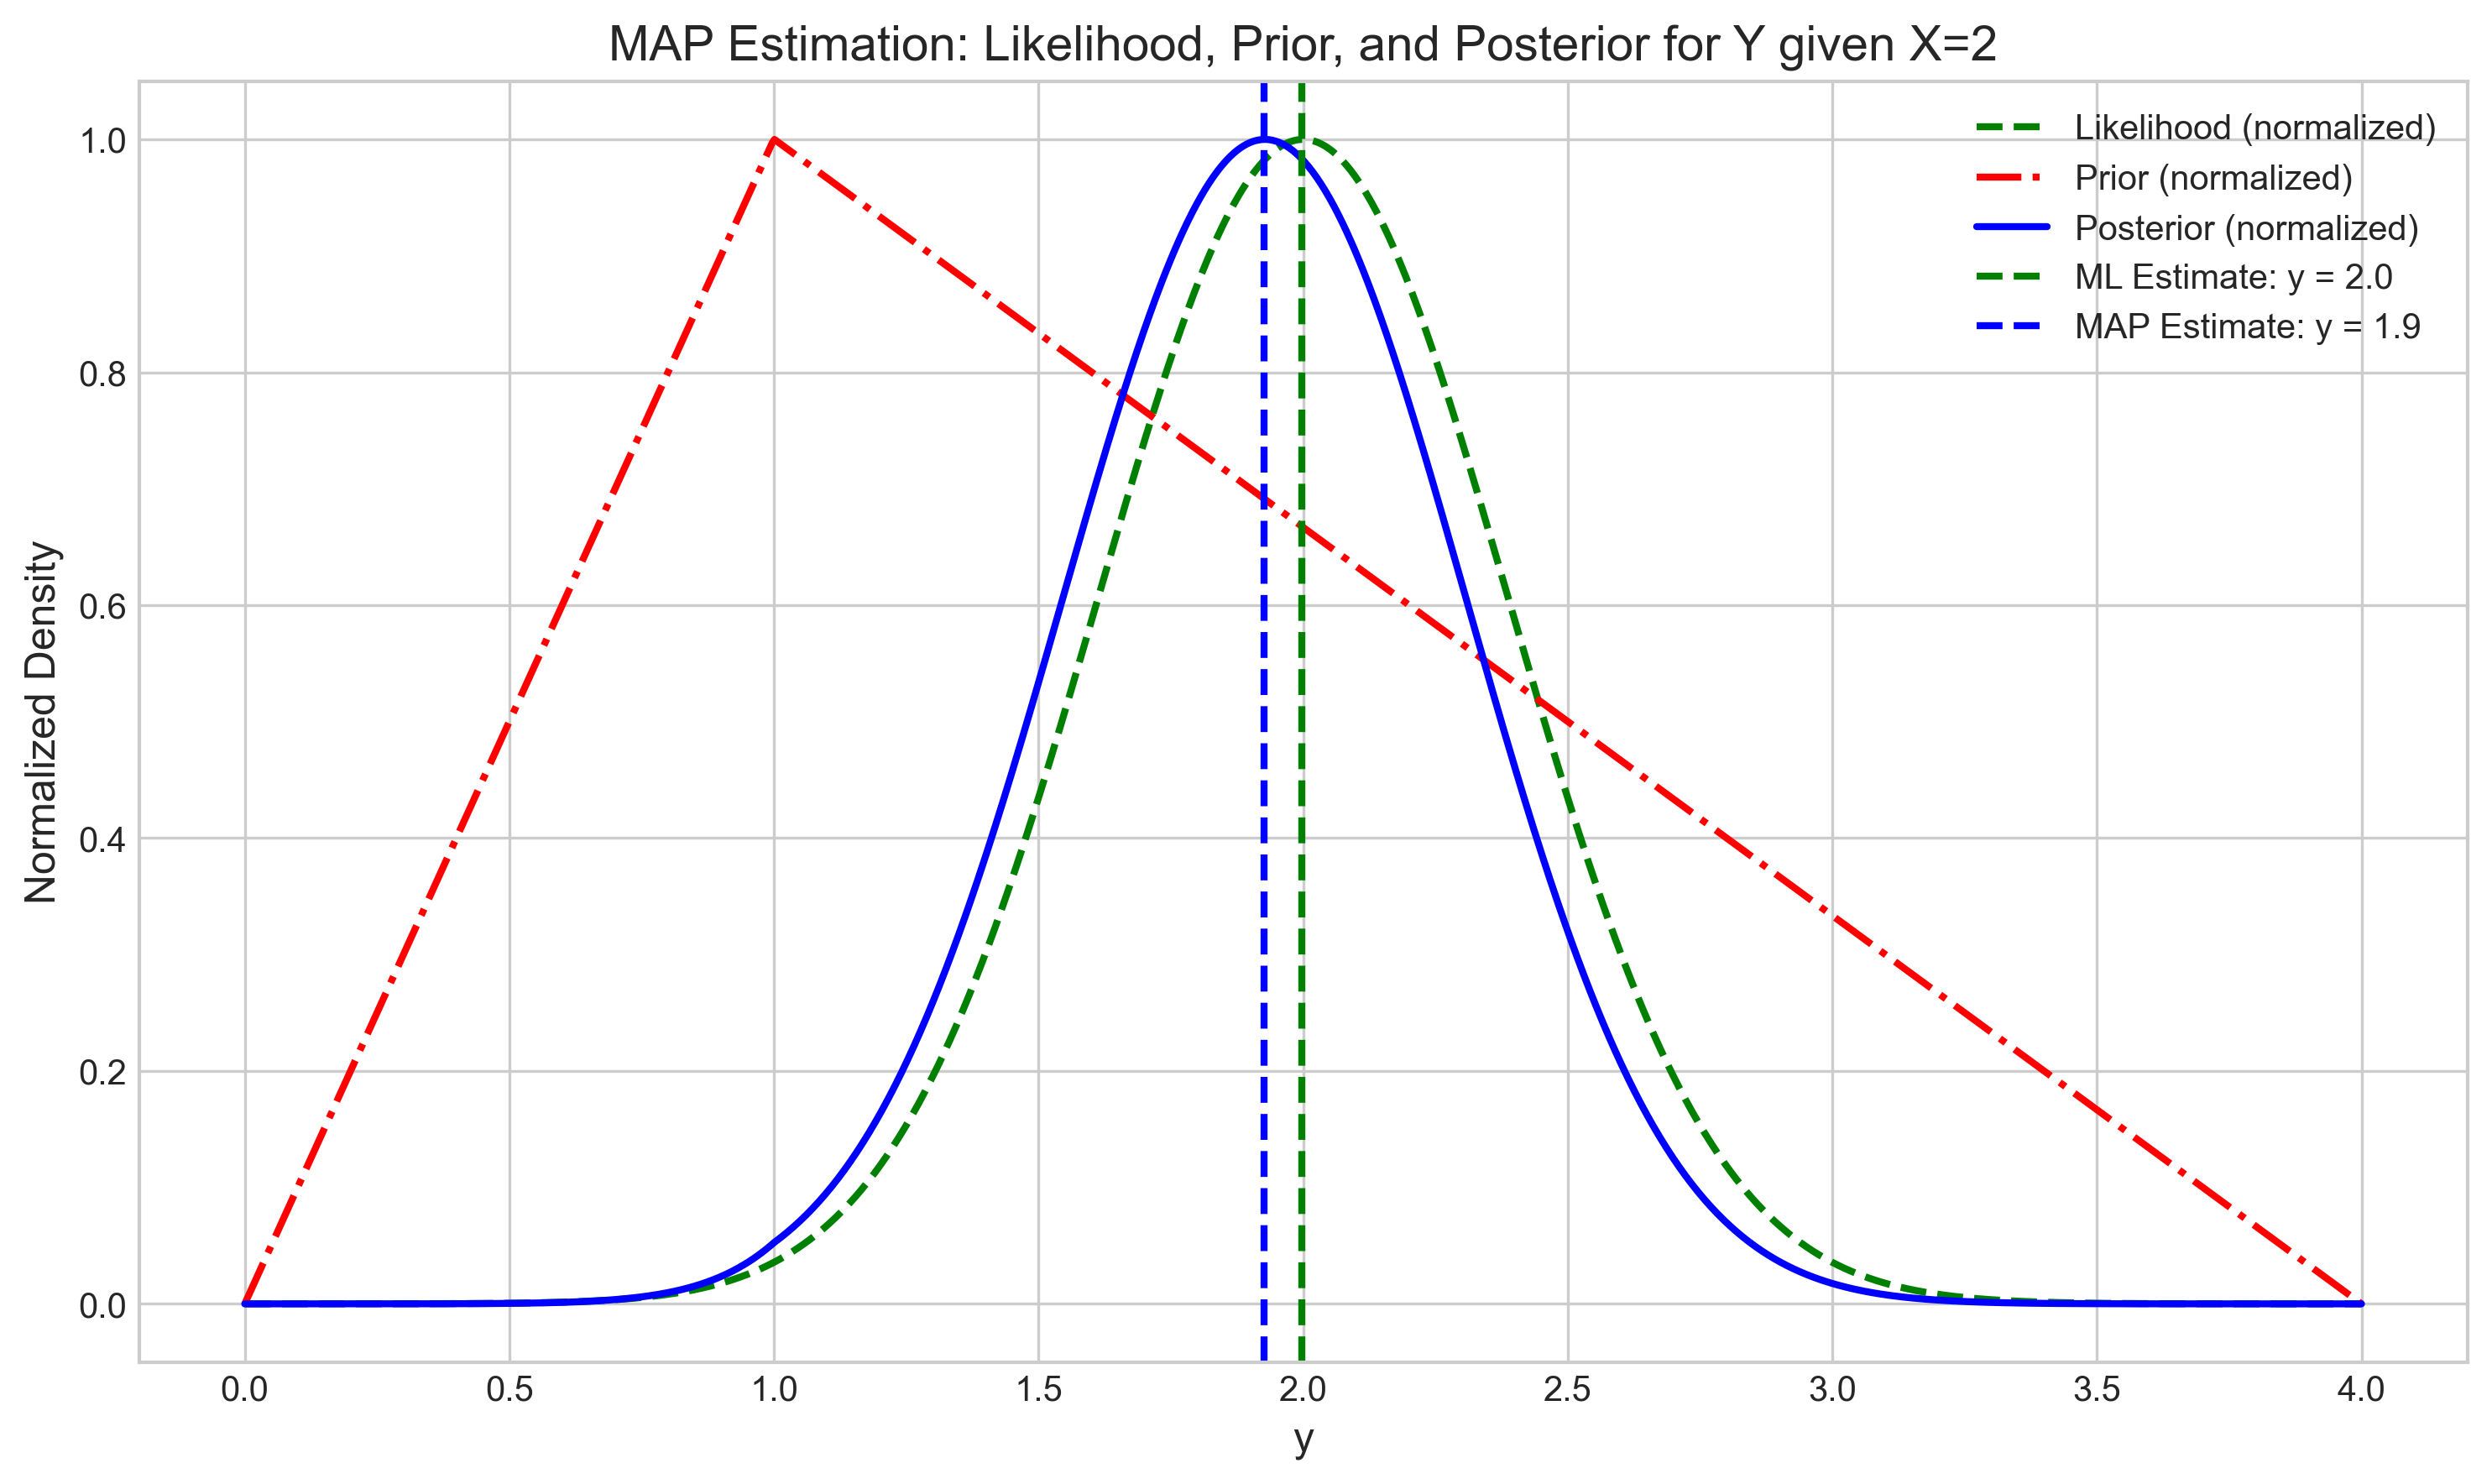 MAP Estimation: Likelihood, Prior, and Posterior for Y given X=2
Likelihood (normalized)
Prior (normalized)
Posterior (normalized)
ML Estimate: y = 2.0
MAP Estimate: y = 1.9
Normalized Density
1.0
0.8
0.6
0.4
0.2
0.0
0.0 0.5 1.0 1.5 2.0 2.5 3.0 3.5 4.0
y